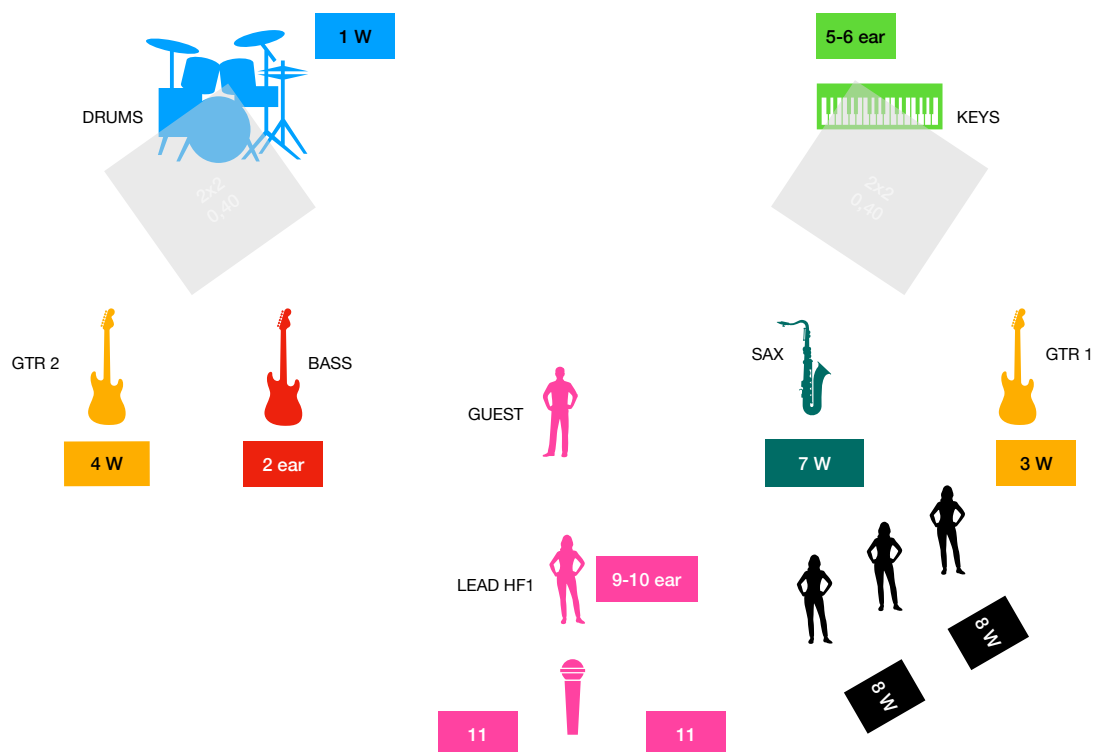 1 W
5-6 ear
DRUMS
KEYS
2x2
0,40
2x2
0,40
GTR 2
BASS
SAX
GTR 1
GUEST
4 W
2 ear
7 W
3 W
LEAD HF1
9-10 ear
8 W
8 W
11
11